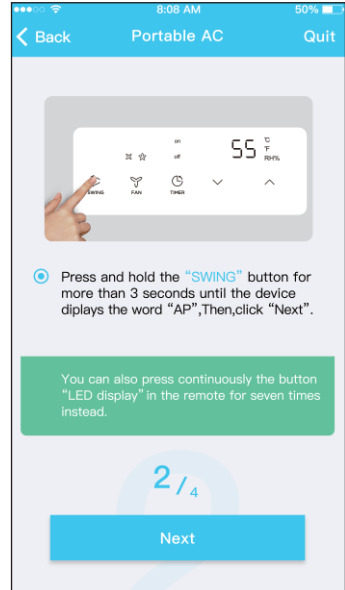 8:08 AM 50%
Back Portable AC Quit
on
off
55 °C
°F
RH%
SWING FAN TIMER
Press and hold the “SWING” button for
more than 3 seconds until the device
diplays the word “AP”,Then,click “Next”.
You can also press continuously the button
“LED display”in the remote for seven times
instead.
2/4
Next